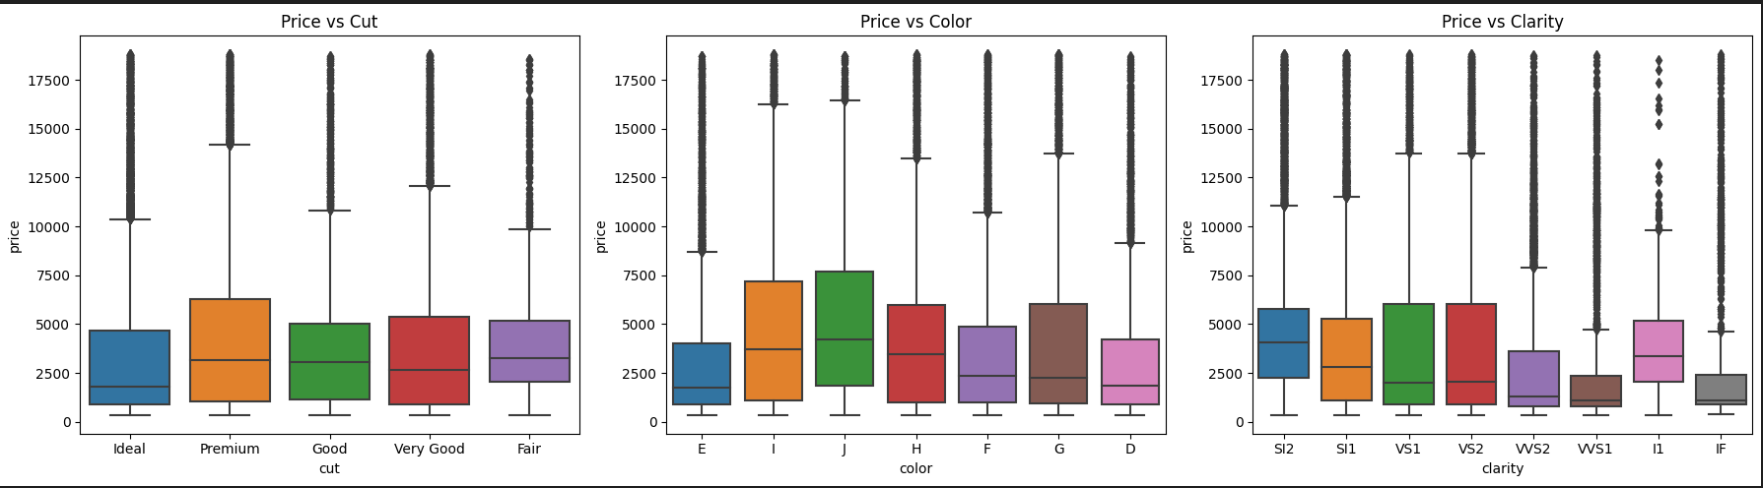 Price vs Cut
price
17500
15000
12500
10000
7500
5000
2500
0
Ideal Premium Good Very Good Fair
cut
Price vs Color
price
17500
15000
12500
10000
7500
5000
2500
0
E I J H F G D
color
Price vs Clarity
price
17500
15000
12500
10000
7500
5000
2500
0
SI2 SI1 VS1 VS2 VVS2 VVS1 I1 IF
clarity